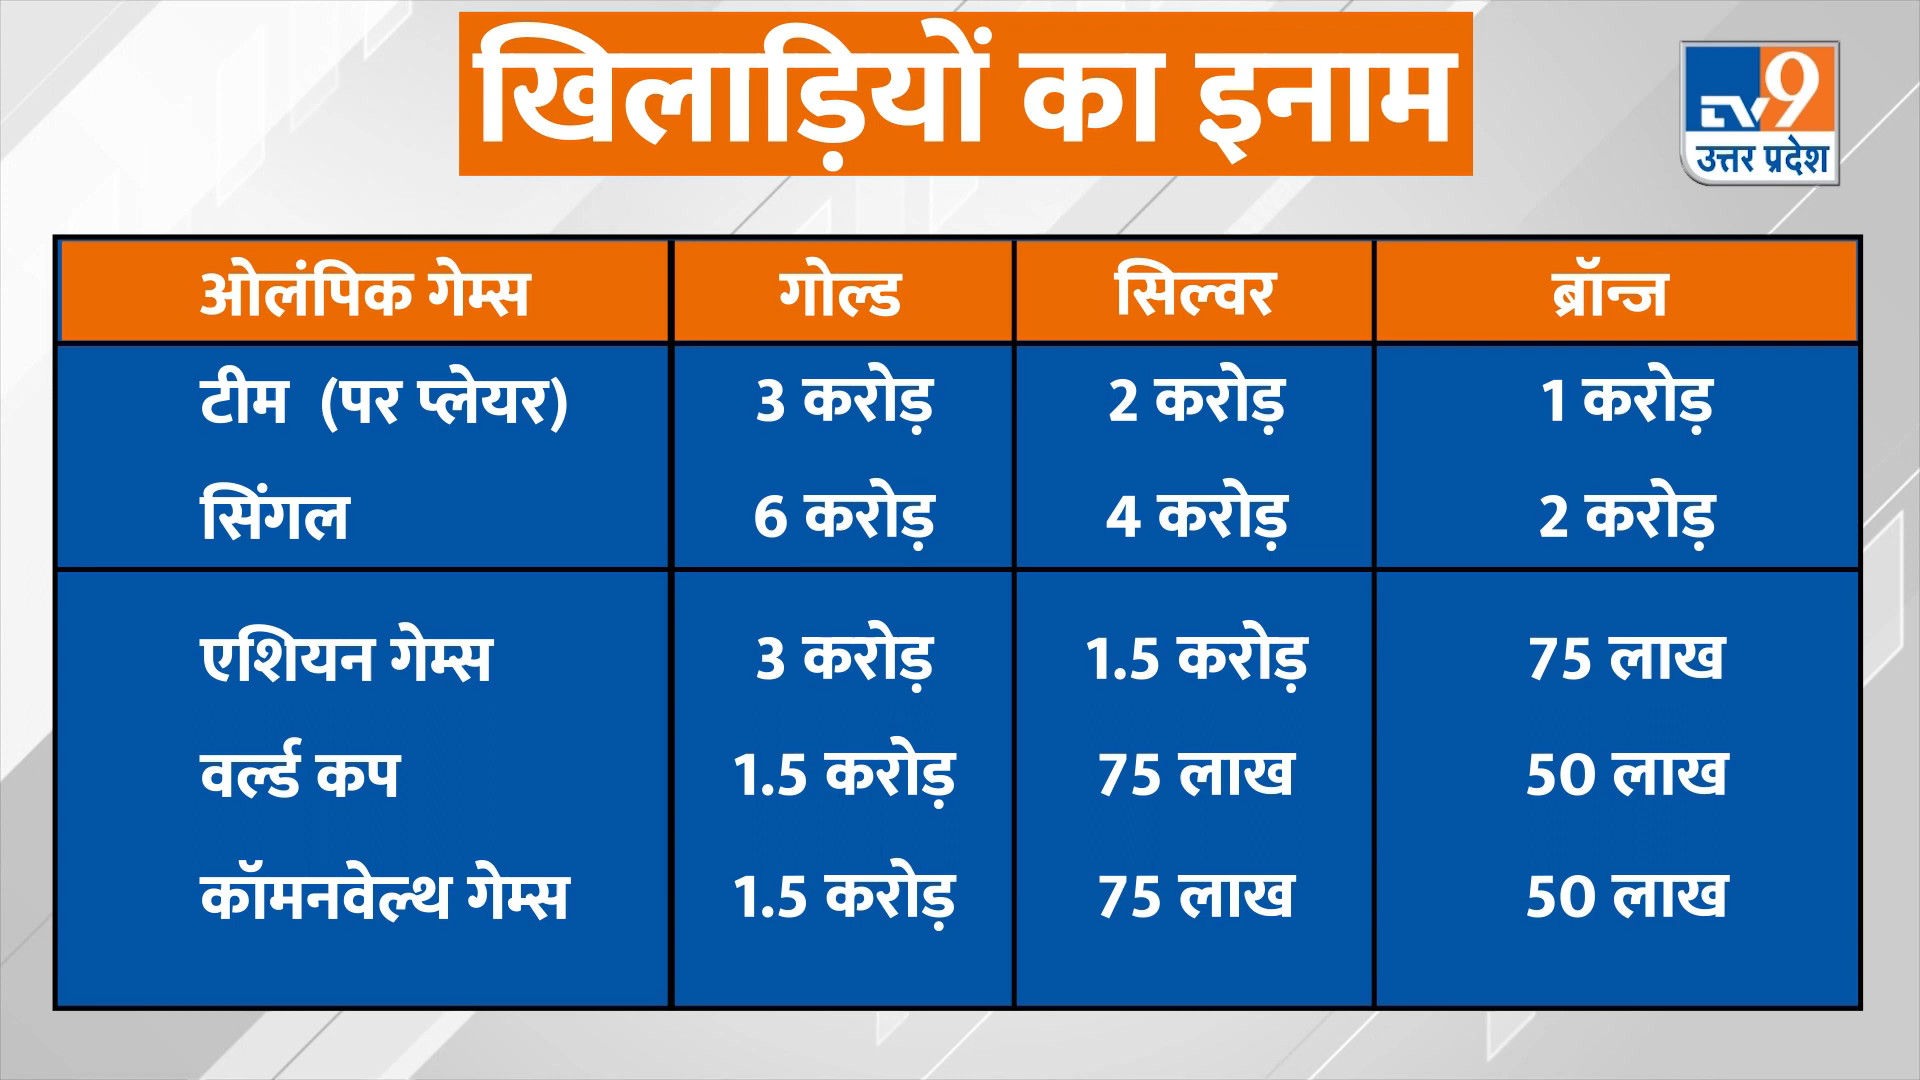 खिलाड़ियों का इनाम
TV9
उत्तर प्रदेश
ओलंपिक गेम्स गोल्ड सिल्वर ब्रॉन्ज
टीम (पर प्लेयर) 3 करोड़ 2 करोड़ 1 करोड़
सिंगल 6 करोड़ 4 करोड़ 2 करोड़
एशियन गेम्स 3 करोड़ 1.5 करोड़ 75 लाख
वर्ल्ड कप 1.5 करोड़ 75 लाख 50 लाख
कॉमनवेल्थ गेम्स 1.5 करोड़ 75 लाख 50 लाख